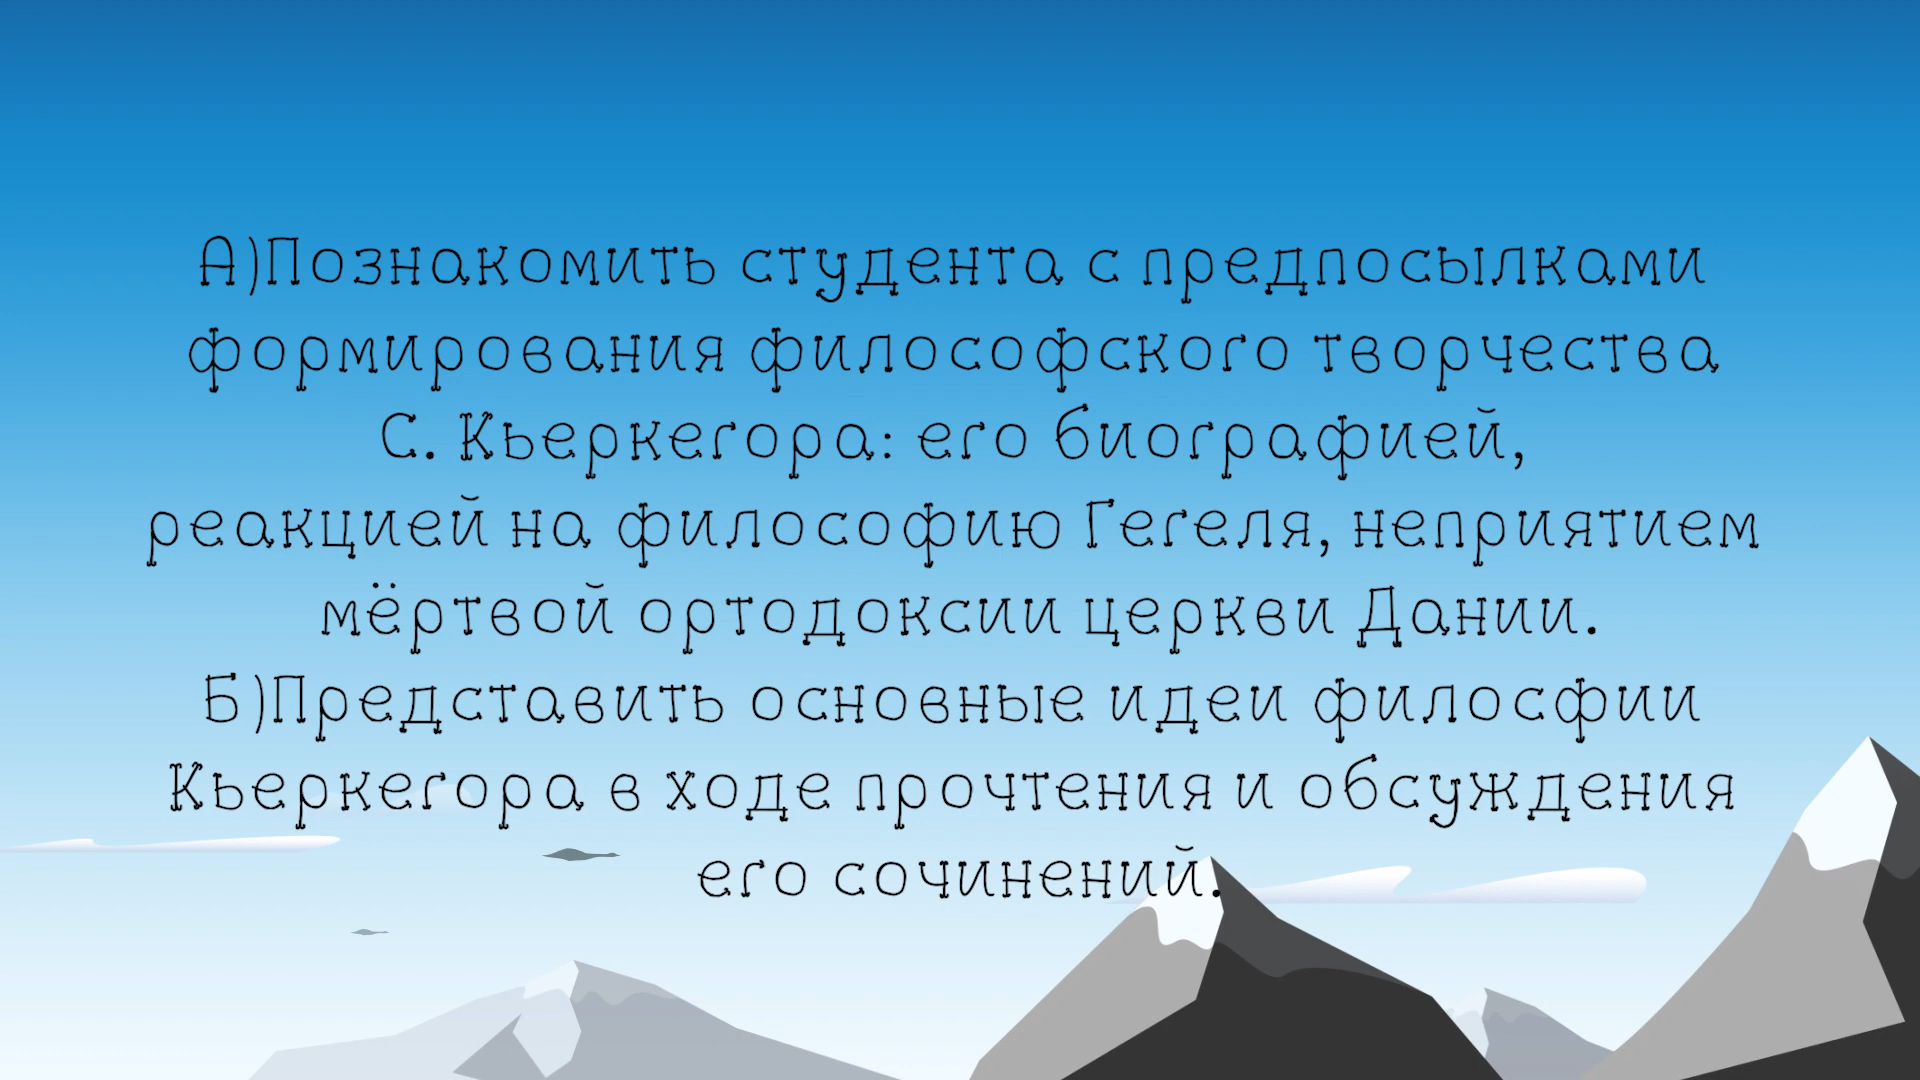 А)Познакомить студента с предпосылками
формирования философского творчества
С. Кьеркегора: его биографией,
реакцией на философию Гегеля, неприятием
мёртвой ортодоксии церкви Дании.
Б)Представить основные идеи филосфии
Кьеркегора в ходе прочтения и обсуждения
его сочинений.